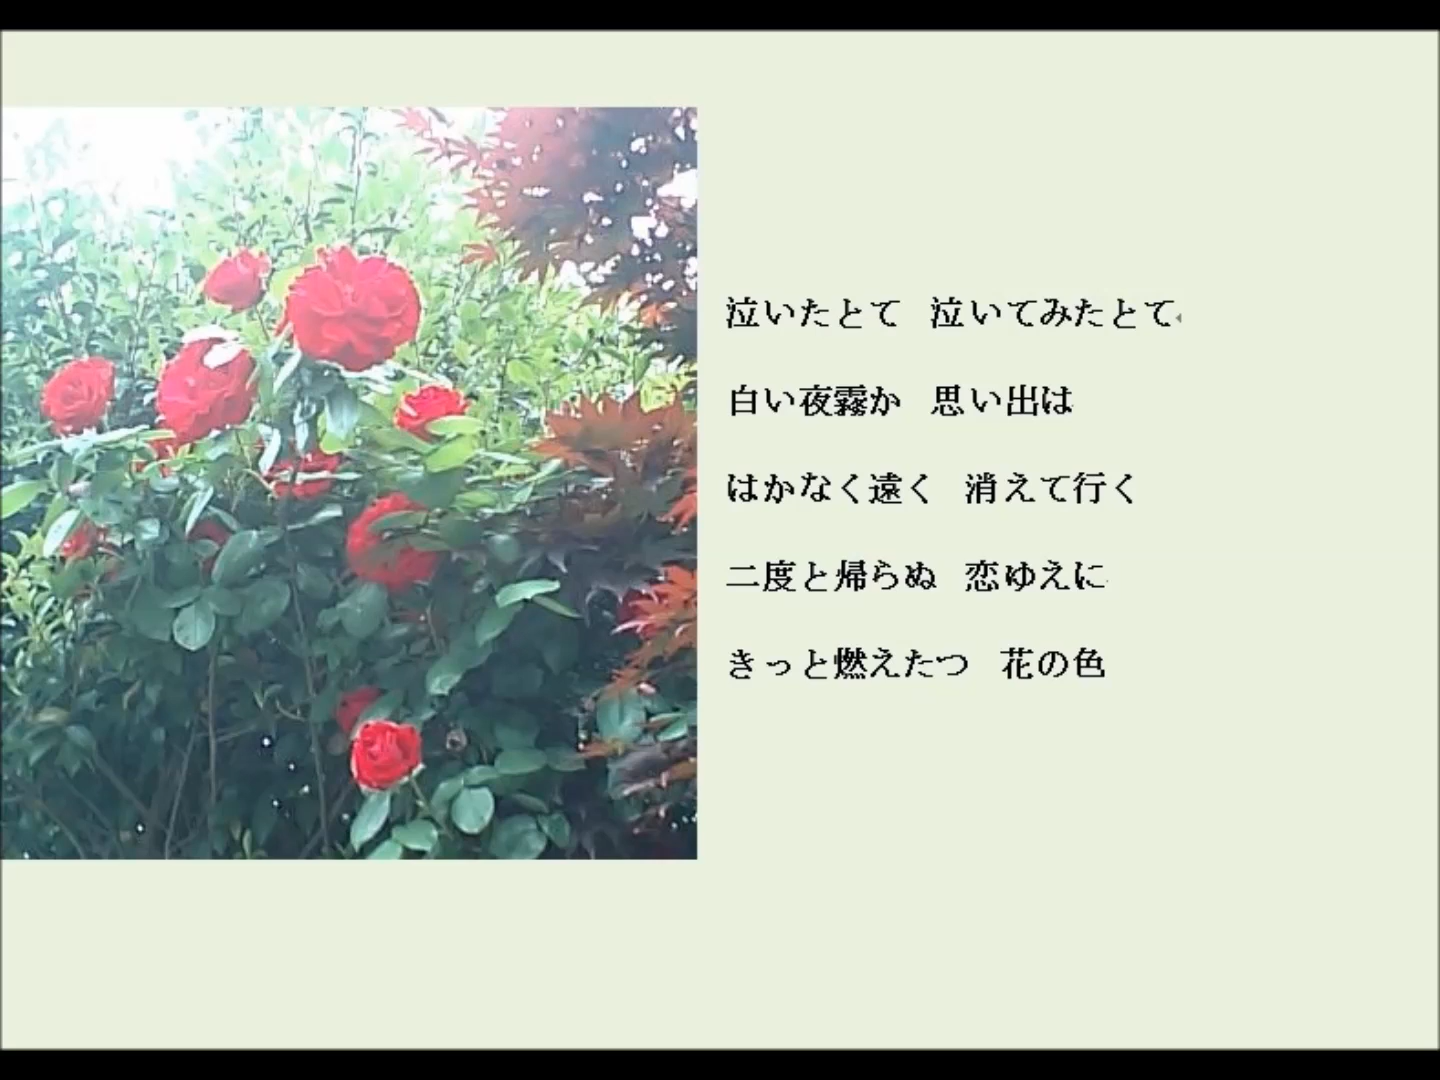 泣いたとて　泣いてみたとて
白い夜霧か　思い出は
はかなく遠く　消えて行く
二度と帰らぬ　恋ゆえに
きっと燃えたつ　花の色